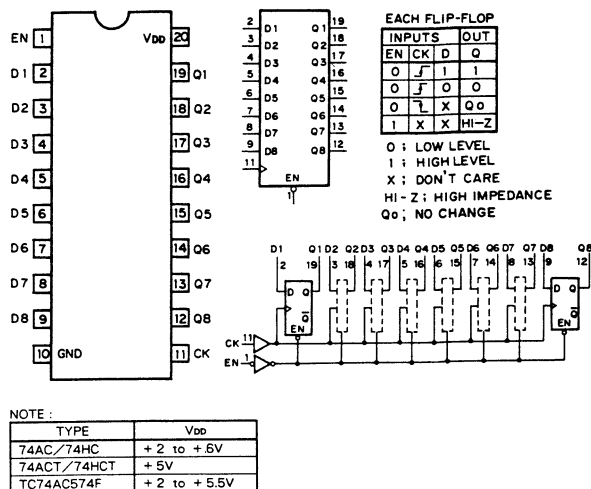 EN 1 VDD 20
D1 2 19 Q1
D2 3 18 Q2
D3 4 17 Q3
D4 5 16 Q4
D5 6 15 Q5
D6 7 14 Q6
D7 8 13 Q7
D8 9 12 Q8
10 GND 11 CK
2 D1 Q1 19
3 D2 Q2 18
4 D3 Q3 17
5 D4 Q4 16
6 D5 Q5 15
7 D6 Q6 14
8 D7 Q7 13
9 D8 Q8 12
11
EN
1
EACH FLIP-FLOP
INPUTS OUT
EN CK D Q
0 1 1
0 0 0
0 X Qo
1 X X HI-Z
0 ; LOW LEVEL
1 ; HIGH LEVEL
X ; DON'T CARE
HI-Z ; HIGH IMPEDANCE
Qo ; NO CHANGE
D1 Q1 D2 Q2 D3 Q3 D4 Q4 D5 Q5 D6 Q6 D7 Q7 D8 Q8
2 19 3 18 4 17 5 16 6 15 7 14 8 13 9 12
D Q D Q
Q Q
EN EN
CK 11
EN 1
NOTE :
TYPE VDD
74AC/74HC +2 to +.6V
74ACT/74HCT +5V
TC74AC574F +2 to +5.5V